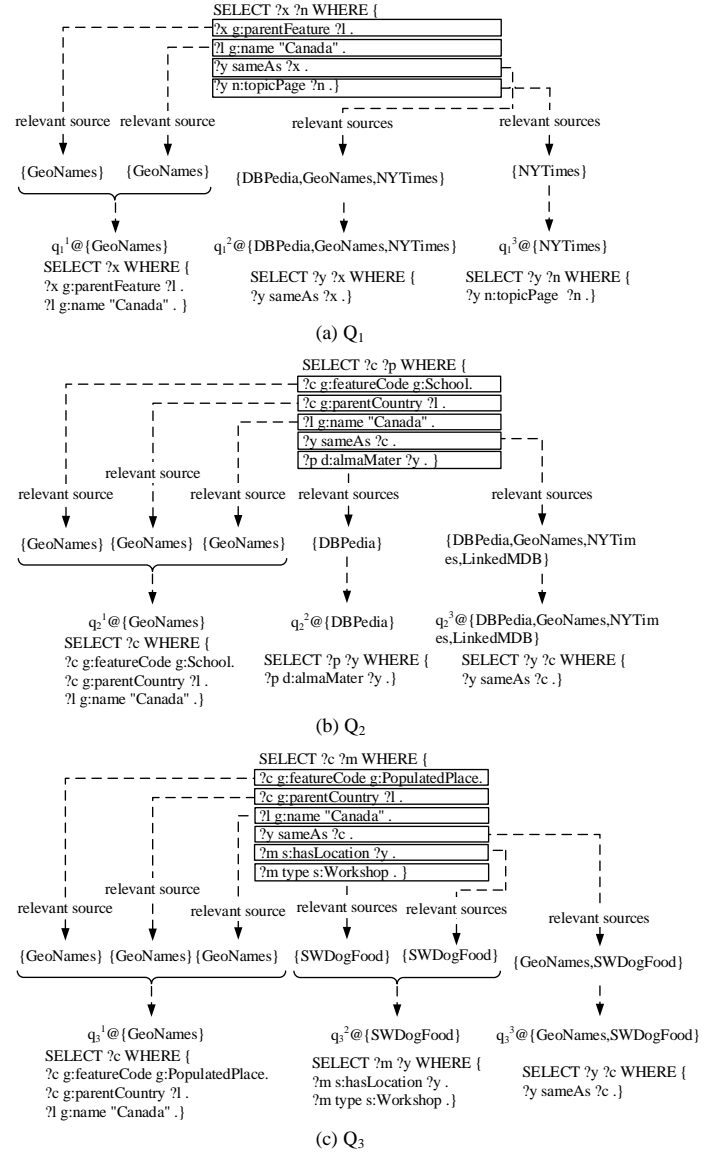 SELECT ?x ?n WHERE {
?x g:parentFeature ?l .
?l g:name "Canada" .
?y sameAs ?x .
?y n:topicPage ?n .}
relevant source
relevant source
relevant sources
relevant sources
{GeoNames}
{GeoNames}
{DBPedia,GeoNames,NYTimes}
{NYTimes}
q₁¹@{GeoNames}
SELECT ?x WHERE {
?x g:parentFeature ?l .
?l g:name "Canada" . }
q₁²@{DBPedia,GeoNames,NYTimes}
SELECT ?y ?x WHERE {
?y sameAs ?x .}
q₁³@{NYTimes}
SELECT ?y ?n WHERE {
?y n:topicPage ?n .}
(a) Q₁
SELECT ?c ?p WHERE {
?c g:featureCode g:School.
?c g:parentCountry ?l .
?l g:name "Canada" .
?y sameAs ?c .
?p d:almaMater ?y . }
relevant source
relevant source
relevant source
relevant sources
relevant sources
{GeoNames}
{GeoNames}
{GeoNames}
{DBPedia}
{DBPedia,GeoNames,NYTim
es,LinkedMDB}
q₂¹@{GeoNames}
SELECT ?c WHERE {
?c g:featureCode g:School.
?c g:parentCountry ?l .
?l g:name "Canada" .}
q₂²@{DBPedia}
SELECT ?p ?y WHERE {
?p d:almaMater ?y .}
q₂³@{DBPedia,GeoNames,NYTim
es,LinkedMDB}
SELECT ?y ?c WHERE {
?y sameAs ?c .}
(b) Q₂
SELECT ?c ?m WHERE {
?c g:featureCode g:PopulatedPlace.
?c g:parentCountry ?l .
?l g:name "Canada" .
?y sameAs ?c .
?m s:hasLocation ?y .
?m type s:Workshop . }
relevant source
relevant source
relevant source
relevant sources
relevant sources
relevant sources
{GeoNames}
{GeoNames}
{GeoNames}
{SWDogFood}
{SWDogFood}
{GeoNames,SWDogFood}
q₃¹@{GeoNames}
SELECT ?c WHERE {
?c g:featureCode g:PopulatedPlace.
?c g:parentCountry ?l .
?l g:name "Canada" .}
q₃²@{SWDogFood}
SELECT ?m ?y WHERE {
?m s:hasLocation ?y .
?m type s:Workshop .}
q₃³@{GeoNames,SWDogFood}
SELECT ?y ?c WHERE {
?y sameAs ?c .}
(c) Q₃